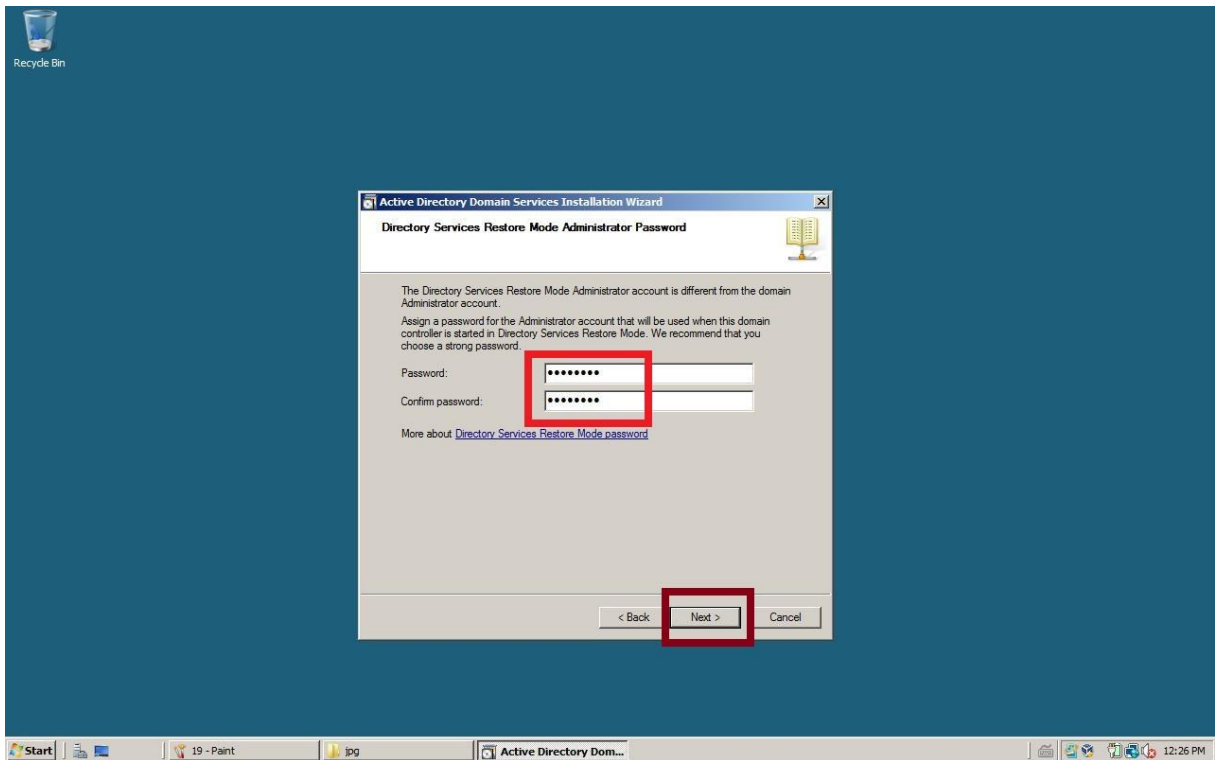 Recycle Bin
Active Directory Domain Services Installation Wizard
Directory Services Restore Mode Administrator Password
The Directory Services Restore Mode Administrator account is different from the domain
Administrator account.
Assign a password for the Administrator account that will be used when this domain
controller is started in Directory Services Restore Mode. We recommend that you
choose a strong password.
Password: ••••••••
Confirm password: ••••••••
More about Directory Services Restore Mode password
< Back Next > Cancel
Start 19 - Paint jpg Active Directory Dom... 12:26 PM